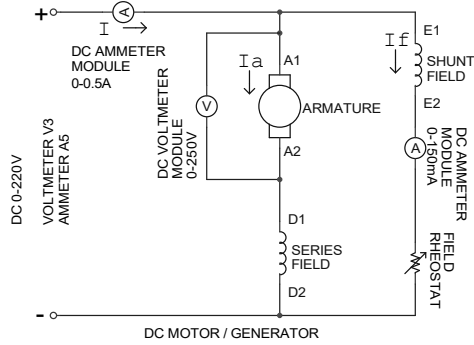 +
A
I
DC AMMETER
MODULE
0-0.5A
DC 0-220V
VOLTMETER V3
AMMETER A5
DC VOLTMETER
MODULE
0-250V
V
Ia
A1
ARMATURE
A2
D1
SERIES
FIELD
D2
If
E1
SHUNT
FIELD
E2
A
DC AMMETER
MODULE
0-150mA
FIELD
RHEOSTAT
-
DC MOTOR / GENERATOR